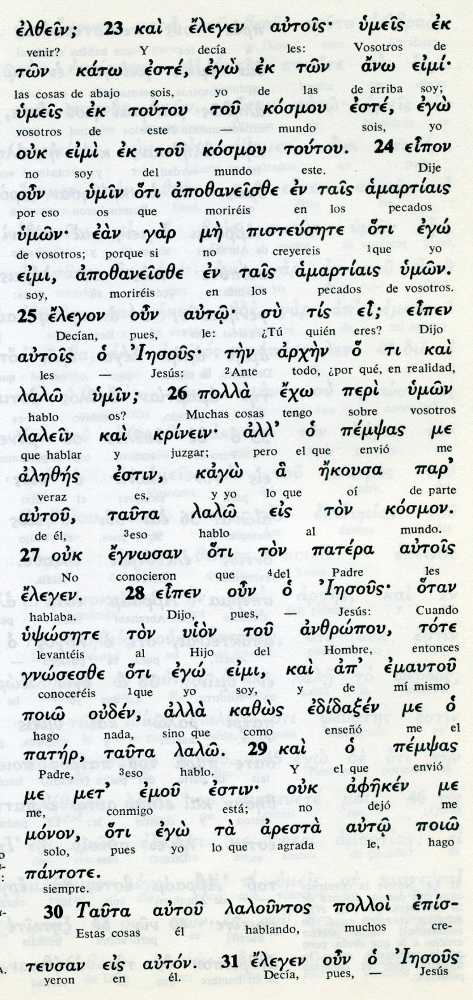 ἐλθεῖν; 23 καὶ ἔλεγεν αὐτοῖς· ὑμεῖς ἐκ
venir? Y decía les: Vosotros de
τῶν κάτω ἐστέ, ἐγὼ ἐκ τῶν ἄνω εἰμί·
las cosas de abajo sois, yo de las de arriba soy;
ὑμεῖς ἐκ τούτου τοῦ κόσμου ἐστέ, ἐγὼ
vosotros de este — mundo sois, yo
οὐκ εἰμὶ ἐκ τοῦ κόσμου τούτου. 24 εἶπον
no soy del mundo este. Dije
οὖν ὑμῖν ὅτι ἀποθανεῖσθε ἐν ταῖς ἁμαρτίαις
por eso os que moriréis en los pecados
ὑμῶν· ἐὰν γὰρ μὴ πιστεύσητε ὅτι ἐγώ
de vosotros; porque si no creyereis 1que yo
εἰμι, ἀποθανεῖσθε ἐν ταῖς ἁμαρτίαις ὑμῶν.
soy, moriréis en los pecados de vosotros.
25 ἔλεγον οὖν αὐτῷ· σὺ τίς εἶ; εἶπεν
Decían, pues, le: ¿Tú quién eres? Dijo
αὐτοῖς ὁ Ἰησοῦς· τὴν ἀρχὴν ὅ τι καὶ
les — Jesús: 2Ante todo, ¿por qué, en realidad,
λαλῶ ὑμῖν; 26 πολλὰ ἔχω περὶ ὑμῶν
hablo os? Muchas cosas tengo sobre vosotros
λαλεῖν καὶ κρίνειν· ἀλλ' ὁ πέμψας με
que hablar y juzgar; pero el que envió me
ἀληθής ἐστιν, κἀγὼ ἃ ἤκουσα παρ'
veraz es, y yo lo que oí de parte
αὐτοῦ, ταῦτα λαλῶ εἰς τὸν κόσμον.
de él, 3eso hablo al mundo.
27 οὐκ ἔγνωσαν ὅτι τὸν πατέρα αὐτοῖς
No conocieron que 4del Padre les
ἔλεγεν. 28 εἶπεν οὖν ὁ Ἰησοῦς· ὅταν
hablaba. Dijo, pues, — Jesús: Cuando
ὑψώσητε τὸν υἱὸν τοῦ ἀνθρώπου, τότε
levantéis al Hijo del Hombre, entonces
γνώσεσθε ὅτι ἐγώ εἰμι, καὶ ἀπ' ἐμαυτοῦ
conoceréis 1que yo soy, y de mí mismo
ποιῶ οὐδέν, ἀλλὰ καθὼς ἐδίδαξέν με ὁ
hago nada, sino que como enseñó me el
πατήρ, ταῦτα λαλῶ. 29 καὶ ὁ πέμψας
Padre, 3eso hablo. Y el que envió
με μετ' ἐμοῦ ἐστιν· οὐκ ἀφῆκέν με
me, conmigo está; no dejó me
μόνον, ὅτι ἐγὼ τὰ ἀρεστὰ αὐτῷ ποιῶ
solo, pues yo lo que agrada le, hago
πάντοτε.
siempre.
30 Ταῦτα αὐτοῦ λαλοῦντος πολλοὶ ἐπίσ-
Estas cosas él hablando, muchos cre-
τευσαν εἰς αὐτόν. 31 ἔλεγεν οὖν ὁ Ἰησοῦς
yeron en él. Decía, pues, — Jesús